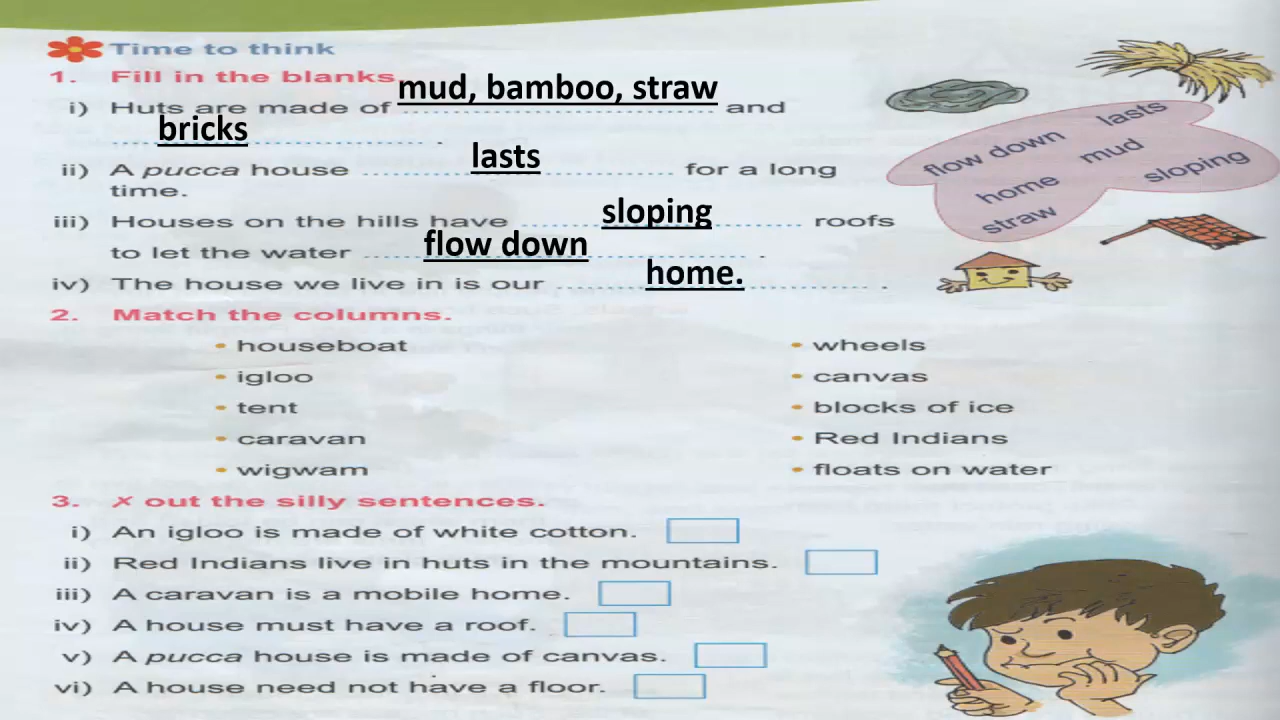 Time to think
1. Fill in the blanks.
i) Huts are made of mud, bamboo, straw and
bricks .
ii) A pucca house lasts for a long
time.
iii) Houses on the hills have sloping roofs
to let the water flow down .
iv) The house we live in is our home. .
flow down lasts
mud
home sloping
straw
2. Match the columns.
• houseboat • wheels
• igloo • canvas
• tent • blocks of ice
• caravan • Red Indians
• wigwam • floats on water
3. ✗ out the silly sentences.
i) An igloo is made of white cotton.
ii) Red Indians live in huts in the mountains.
iii) A caravan is a mobile home.
iv) A house must have a roof.
v) A pucca house is made of canvas.
vi) A house need not have a floor.